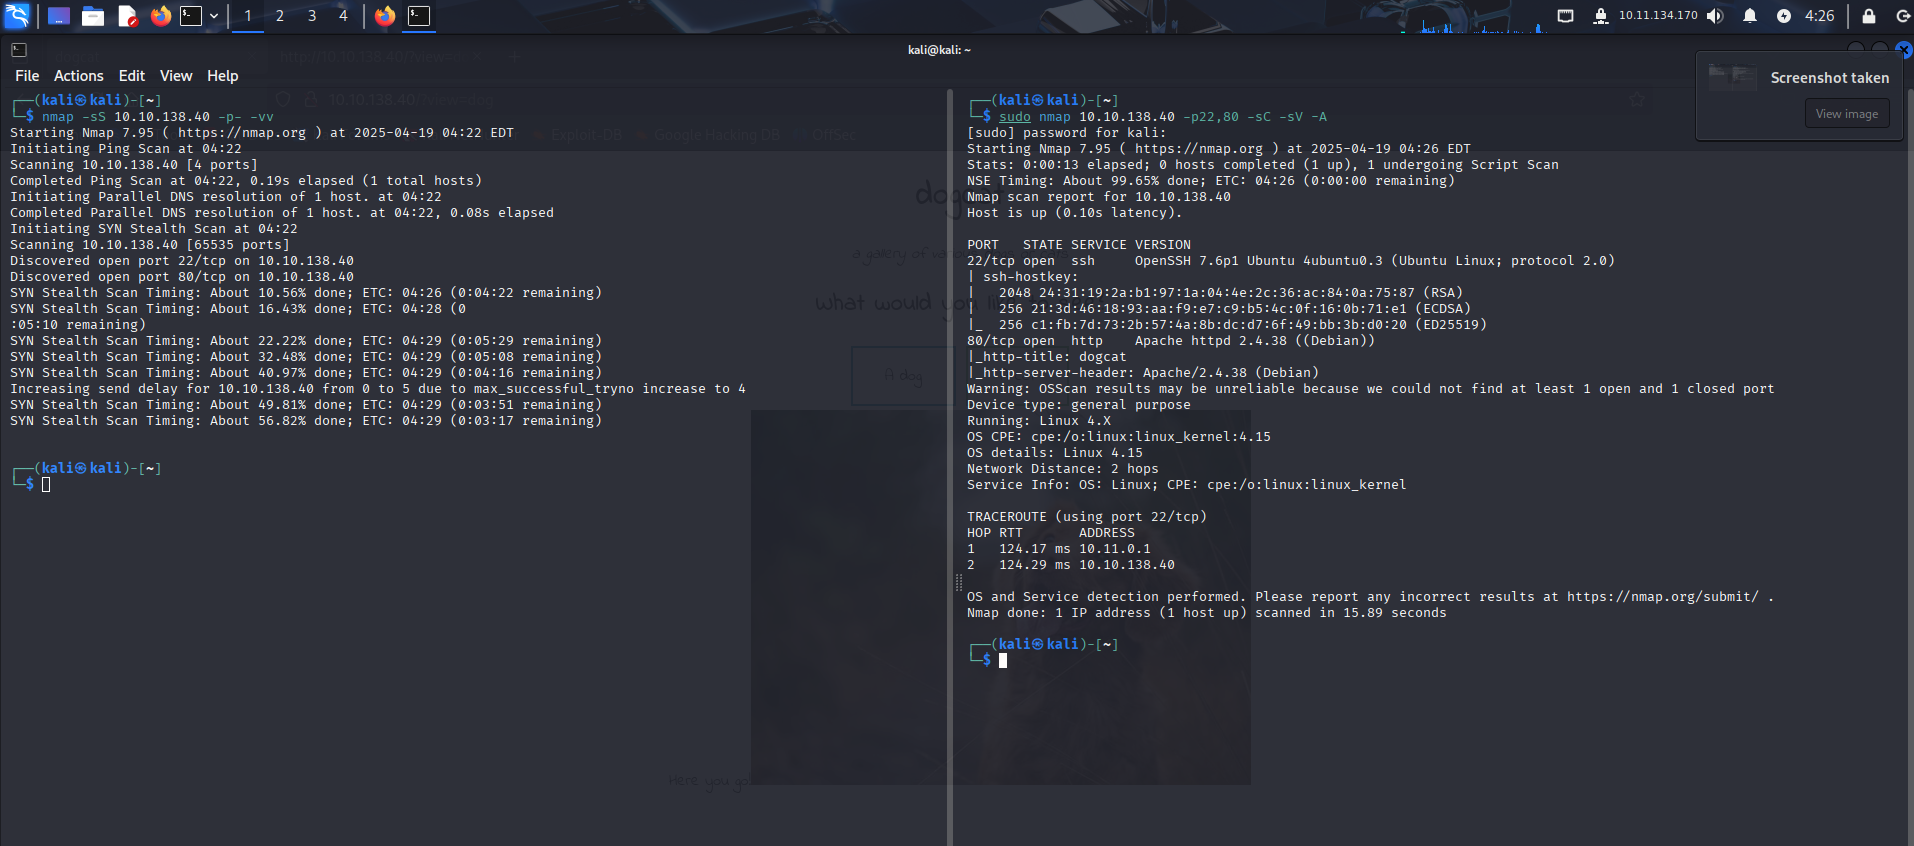 1 2 3 4
10.11.134.170
4:26
kali@kali: ~
File Actions Edit View Help
Screenshot taken
View image
┌──(kali㉿kali)-[~]
└─$ nmap -sS 10.10.138.40 -p- -vv
Starting Nmap 7.95 ( https://nmap.org ) at 2025-04-19 04:22 EDT
Initiating Ping Scan at 04:22
Scanning 10.10.138.40 [4 ports]
Completed Ping Scan at 04:22, 0.19s elapsed (1 total hosts)
Initiating Parallel DNS resolution of 1 host. at 04:22
Completed Parallel DNS resolution of 1 host. at 04:22, 0.08s elapsed
Initiating SYN Stealth Scan at 04:22
Scanning 10.10.138.40 [65535 ports]
Discovered open port 22/tcp on 10.10.138.40
Discovered open port 80/tcp on 10.10.138.40
SYN Stealth Scan Timing: About 10.56% done; ETC: 04:26 (0:04:22 remaining)
SYN Stealth Scan Timing: About 16.43% done; ETC: 04:28 (0
:05:10 remaining)
SYN Stealth Scan Timing: About 22.22% done; ETC: 04:29 (0:05:29 remaining)
SYN Stealth Scan Timing: About 32.48% done; ETC: 04:29 (0:05:08 remaining)
SYN Stealth Scan Timing: About 40.97% done; ETC: 04:29 (0:04:16 remaining)
Increasing send delay for 10.10.138.40 from 0 to 5 due to max_successful_tryno increase to 4
SYN Stealth Scan Timing: About 49.81% done; ETC: 04:29 (0:03:51 remaining)
SYN Stealth Scan Timing: About 56.82% done; ETC: 04:29 (0:03:17 remaining)
┌──(kali㉿kali)-[~]
└─$
┌──(kali㉿kali)-[~]
└─$ sudo nmap 10.10.138.40 -p22,80 -sC -sV -A
[sudo] password for kali:
Starting Nmap 7.95 ( https://nmap.org ) at 2025-04-19 04:26 EDT
Stats: 0:00:13 elapsed; 0 hosts completed (1 up), 1 undergoing Script Scan
NSE Timing: About 99.65% done; ETC: 04:26 (0:00:00 remaining)
Nmap scan report for 10.10.138.40
Host is up (0.10s latency).
PORT   STATE SERVICE VERSION
22/tcp open  ssh     OpenSSH 7.6p1 Ubuntu 4ubuntu0.3 (Ubuntu Linux; protocol 2.0)
| ssh-hostkey:
|   2048 24:31:19:2a:b1:97:1a:04:4e:2c:36:ac:84:0a:75:87 (RSA)
|   256 21:3d:46:18:93:aa:f9:e7:c9:b5:4c:0f:16:0b:71:e1 (ECDSA)
|_  256 c1:fb:7d:73:2b:57:4a:8b:dc:d7:6f:49:bb:3b:d0:20 (ED25519)
80/tcp open  http    Apache httpd 2.4.38 ((Debian))
|_http-title: dogcat
|_http-server-header: Apache/2.4.38 (Debian)
Warning: OSScan results may be unreliable because we could not find at least 1 open and 1 closed port
Device type: general purpose
Running: Linux 4.X
OS CPE: cpe:/o:linux:linux_kernel:4.15
OS details: Linux 4.15
Network Distance: 2 hops
Service Info: OS: Linux; CPE: cpe:/o:linux:linux_kernel
TRACEROUTE (using port 22/tcp)
HOP RTT       ADDRESS
1   124.17 ms 10.11.0.1
2   124.29 ms 10.10.138.40
OS and Service detection performed. Please report any incorrect results at https://nmap.org/submit/ .
Nmap done: 1 IP address (1 host up) scanned in 15.89 seconds
┌──(kali㉿kali)-[~]
└─$
Exploit-DB
Google Hacking DB
OffSec
a gallery of
what would you
A dog
Here you go